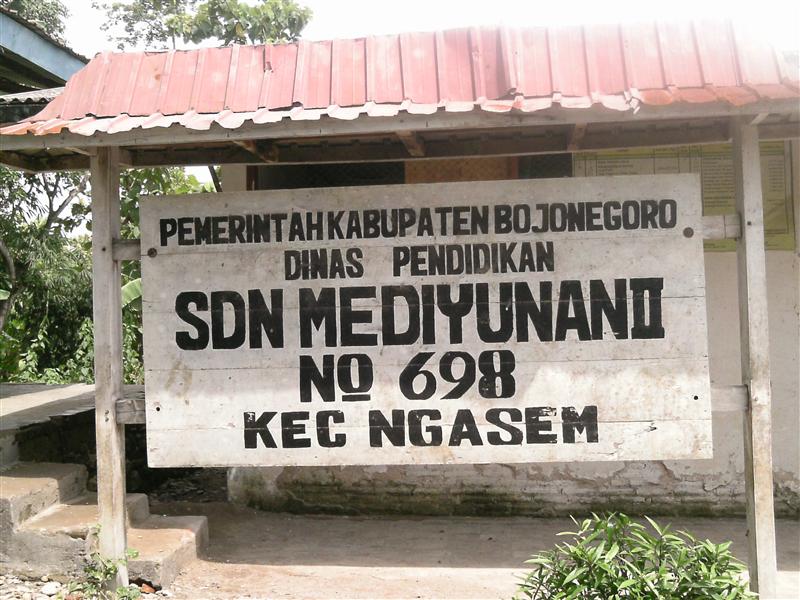 PEMERINTAH KABUPATEN BOJONEGORO
DINAS PENDIDIKAN
SDN MEDIYUNAN II
Nº 698
KEC NGASEM